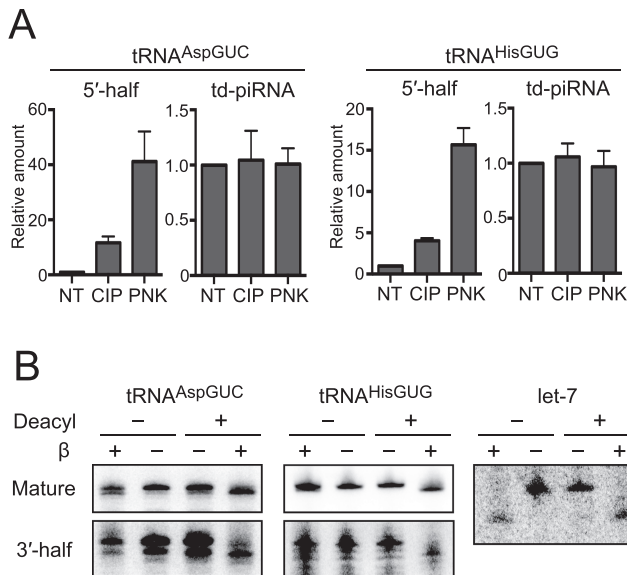 A
tRNAAspGUC
tRNAHisGUG
5′-half
td-piRNA
5′-half
td-piRNA
Relative amount
60
40
20
0
1.5
1.0
0.5
0
Relative amount
20
15
10
5
0
1.5
1.0
0.5
0
NT CIP PNK
NT CIP PNK
NT CIP PNK
NT CIP PNK
B
tRNAAspGUC
tRNAHisGUG
let-7
Deacyl − + − + − +
β + − − + + − − + + − − +
Mature
3′-half